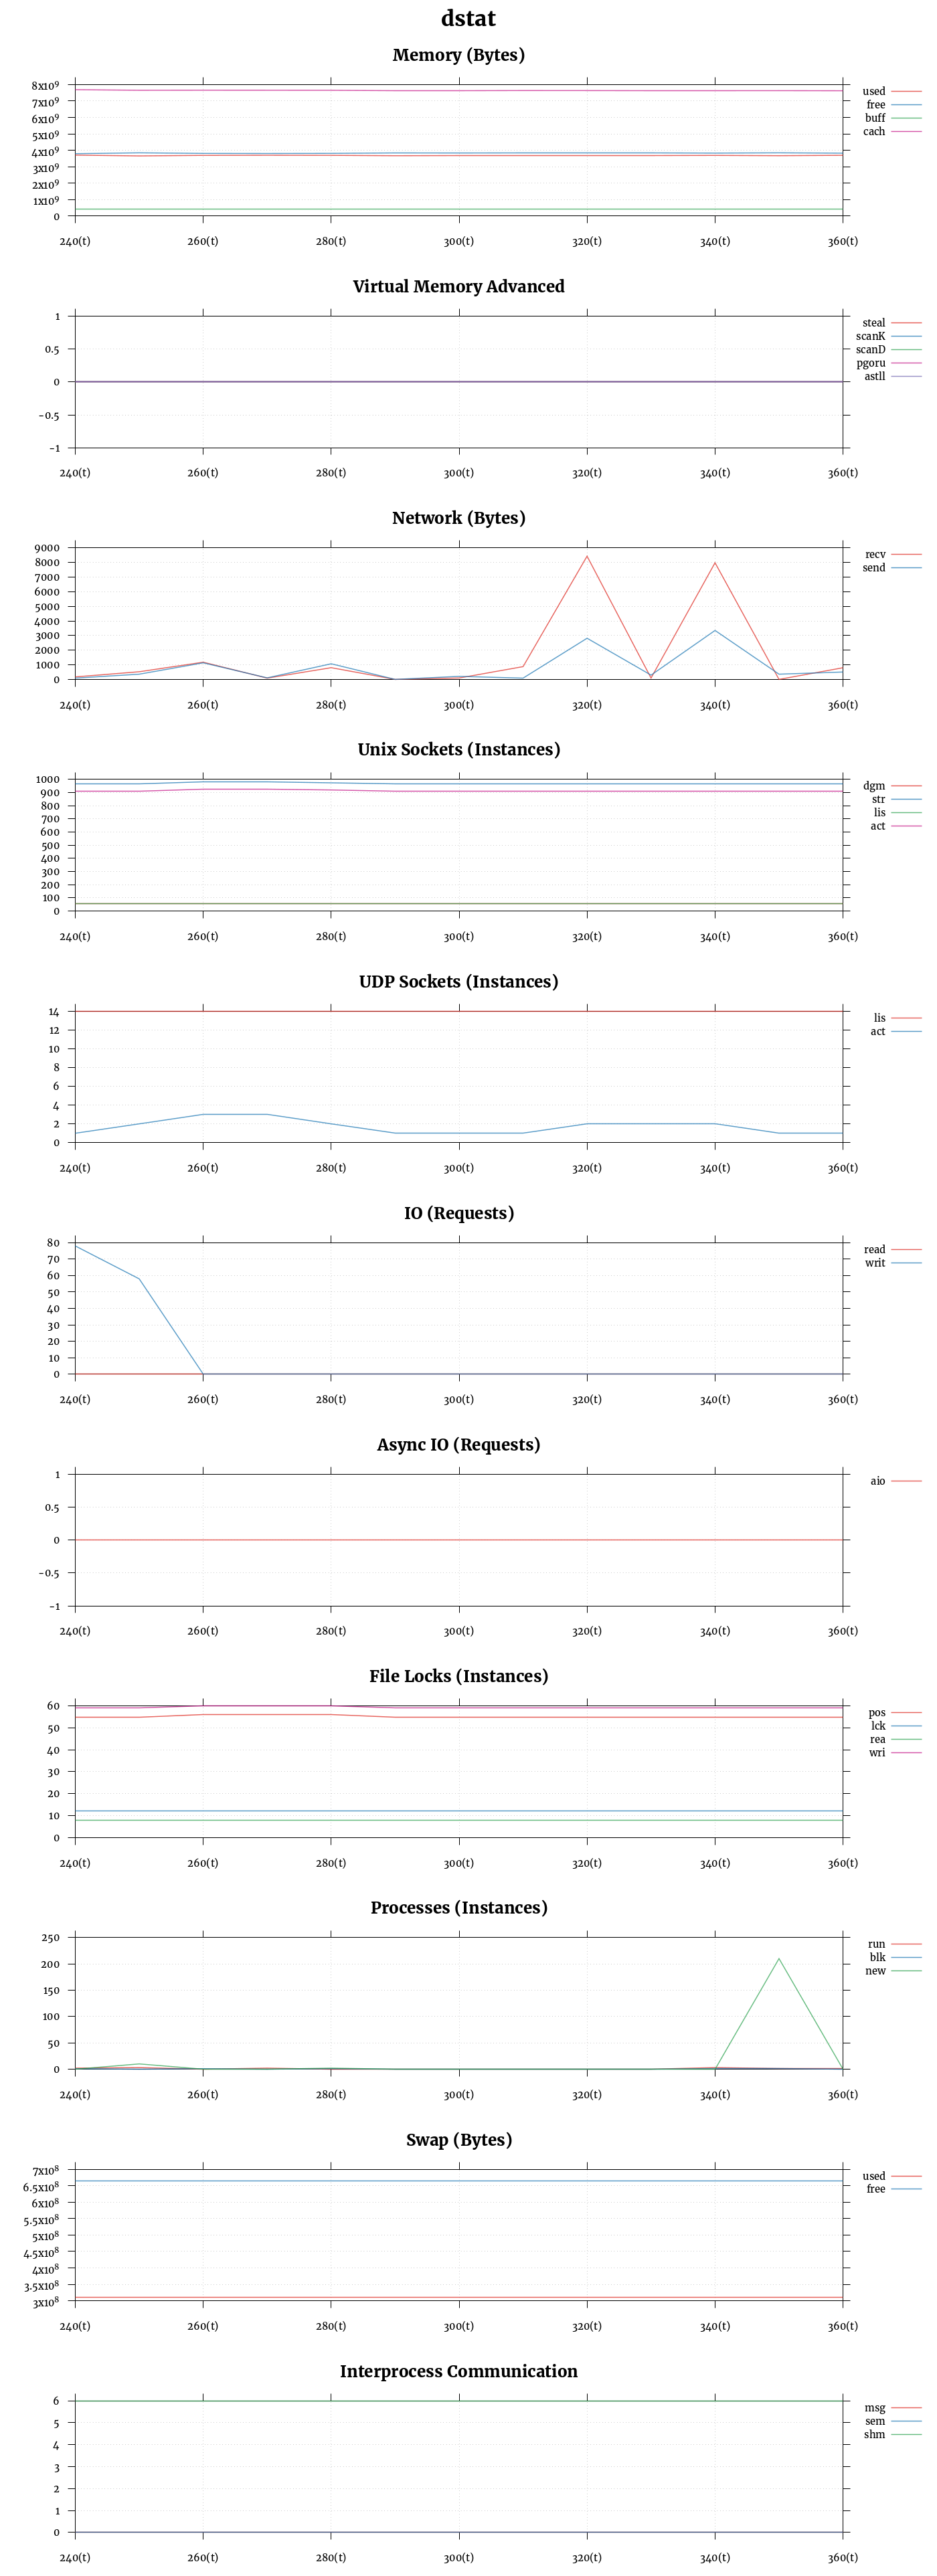 dstat
Memory (Bytes)
8x10⁹
7x10⁹
6x10⁹
5x10⁹
4x10⁹
3x10⁹
2x10⁹
1x10⁹
0
240(t) 260(t) 280(t) 300(t) 320(t) 340(t) 360(t)
used
free
buff
cach
Virtual Memory Advanced
1
0.5
0
-0.5
-1
240(t) 260(t) 280(t) 300(t) 320(t) 340(t) 360(t)
steal
scanK
scanD
pgoru
astll
Network (Bytes)
9000
8000
7000
6000
5000
4000
3000
2000
1000
0
240(t) 260(t) 280(t) 300(t) 320(t) 340(t) 360(t)
recv
send
Unix Sockets (Instances)
1000
900
800
700
600
500
400
300
200
100
0
240(t) 260(t) 280(t) 300(t) 320(t) 340(t) 360(t)
dgm
str
lis
act
UDP Sockets (Instances)
14
12
10
8
6
4
2
0
240(t) 260(t) 280(t) 300(t) 320(t) 340(t) 360(t)
lis
act
IO (Requests)
80
70
60
50
40
30
20
10
0
240(t) 260(t) 280(t) 300(t) 320(t) 340(t) 360(t)
read
writ
Async IO (Requests)
1
0.5
0
-0.5
-1
240(t) 260(t) 280(t) 300(t) 320(t) 340(t) 360(t)
aio
File Locks (Instances)
60
50
40
30
20
10
0
240(t) 260(t) 280(t) 300(t) 320(t) 340(t) 360(t)
pos
lck
rea
wri
Processes (Instances)
250
200
150
100
50
0
240(t) 260(t) 280(t) 300(t) 320(t) 340(t) 360(t)
run
blk
new
Swap (Bytes)
7x10⁸
6.5x10⁸
6x10⁸
5.5x10⁸
5x10⁸
4.5x10⁸
4x10⁸
3.5x10⁸
3x10⁸
240(t) 260(t) 280(t) 300(t) 320(t) 340(t) 360(t)
used
free
Interprocess Communication
6
5
4
3
2
1
0
240(t) 260(t) 280(t) 300(t) 320(t) 340(t) 360(t)
msg
sem
shm